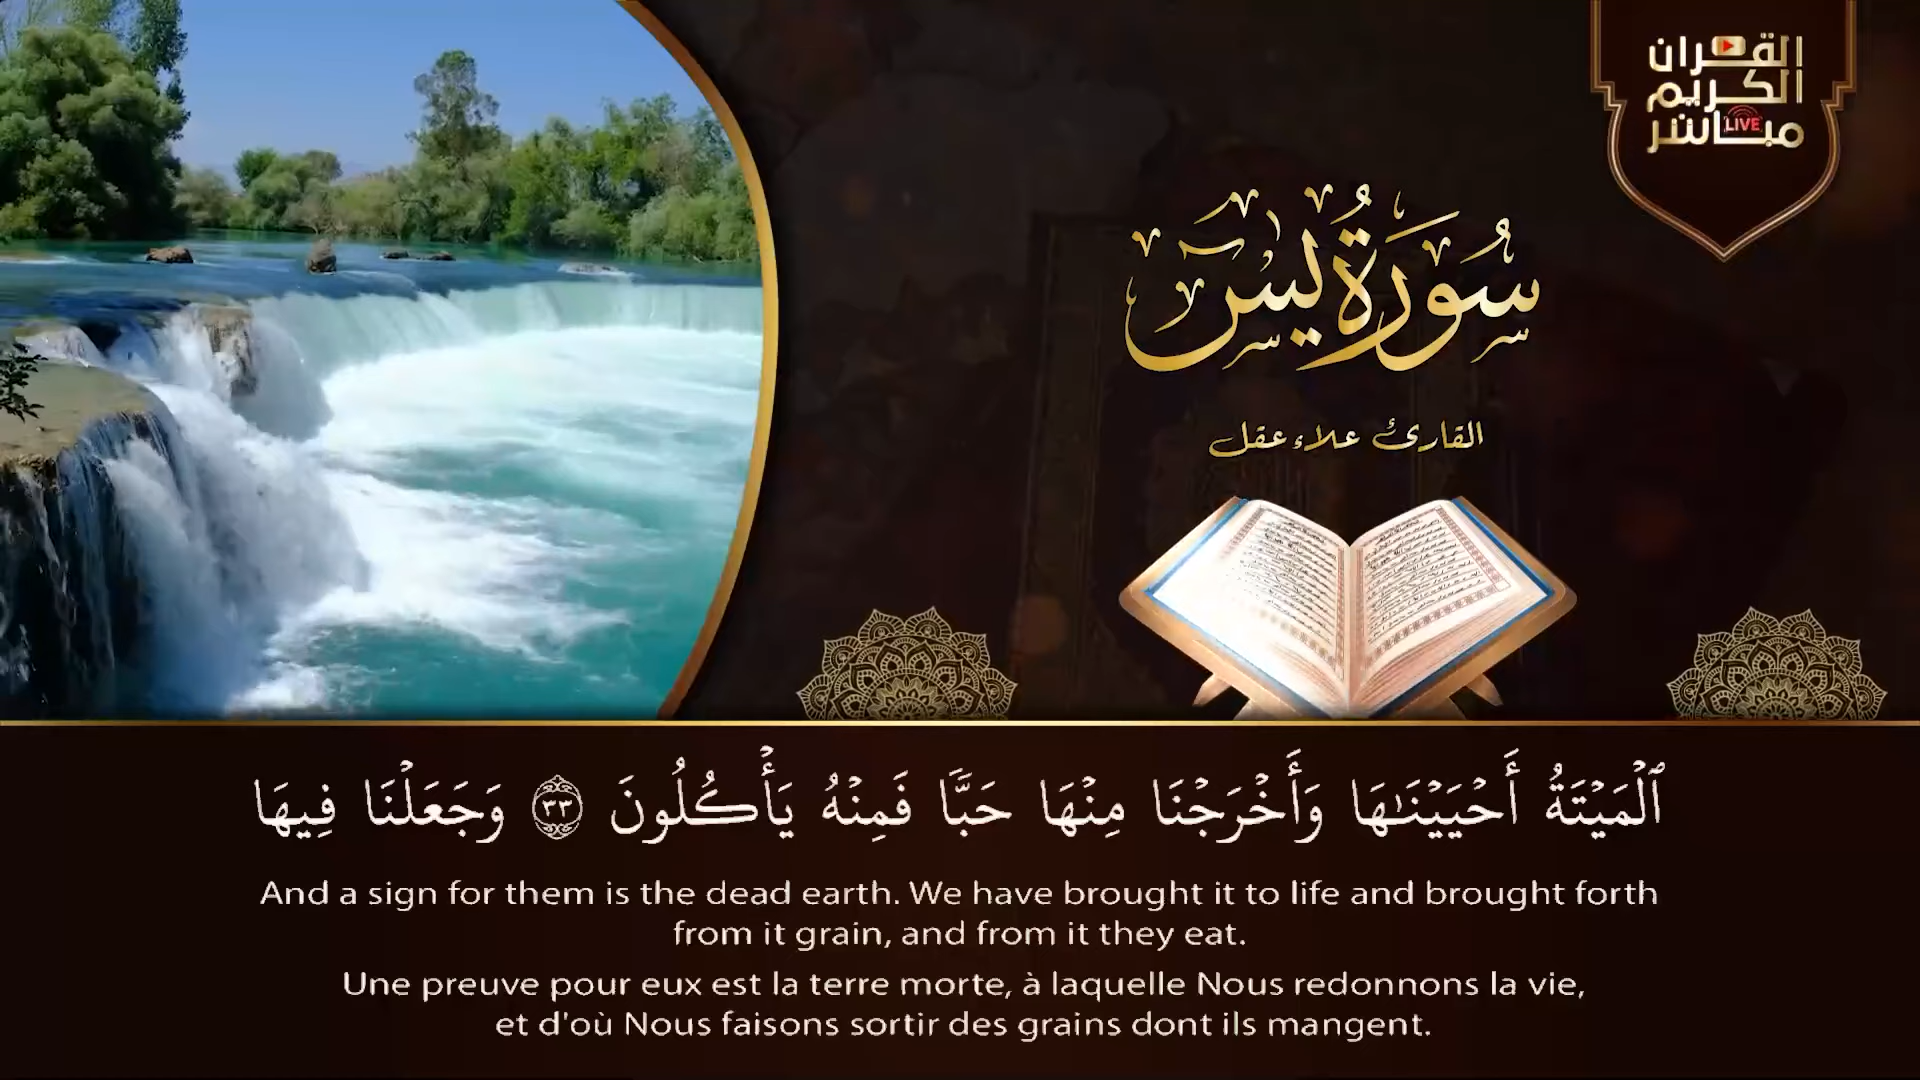 القران
الكريم
مباشر
LIVE
سُورَةُ يس
القارئ علاء عقل
ٱلْمَيْتَةُ أَحْيَيْنَـٰهَا وَأَخْرَجْنَا مِنْهَا حَبًّا فَمِنْهُ يَأْكُلُونَ ٣٣ وَجَعَلْنَا فِيهَا
And a sign for them is the dead earth. We have brought it to life and brought forth
from it grain, and from it they eat.
Une preuve pour eux est la terre morte, à laquelle Nous redonnons la vie,
et d'où Nous faisons sortir des grains dont ils mangent.